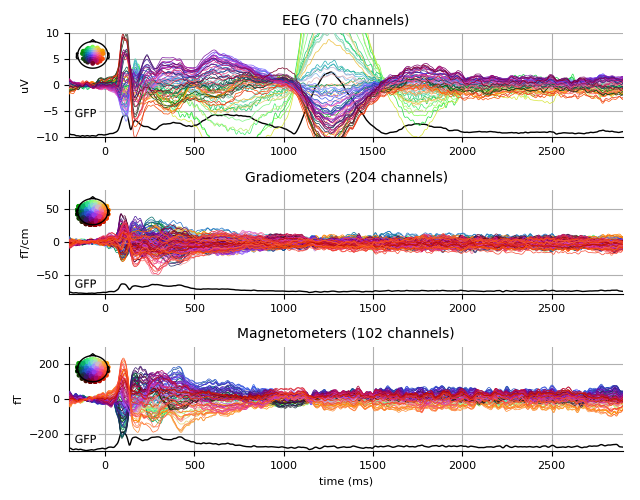 EEG (70 channels)
10
5
0
−5
−10
uV
GFP
0 500 1000 1500 2000 2500
Gradiometers (204 channels)
50
0
−50
fT/cm
GFP
0 500 1000 1500 2000 2500
Magnetometers (102 channels)
200
0
−200
fT
GFP
0 500 1000 1500 2000 2500
time (ms)